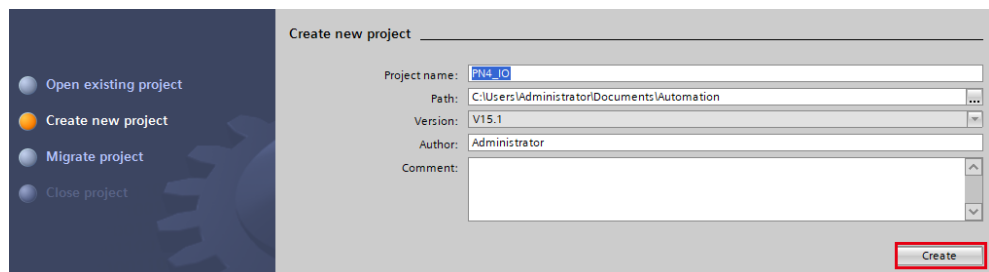 Create new project
Open existing project
Create new project
Migrate project
Close project
Project name: PN4_IO
Path: C:\Users\Administrator\Documents\Automation ...
Version: V15.1
Author: Administrator
Comment:
Create